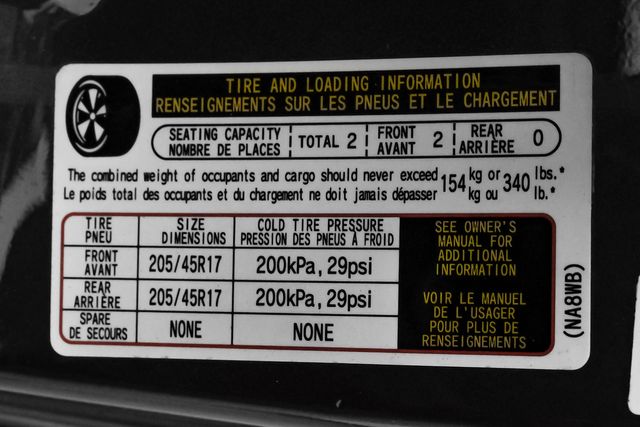 TIRE AND LOADING INFORMATION
RENSEIGNEMENTS SUR LES PNEUS ET LE CHARGEMENT
SEATING CAPACITY
NOMBRE DE PLACES
TOTAL 2
FRONT
AVANT
2
REAR
ARRIÈRE
0
The combined weight of occupants and cargo should never exceed
Le poids total des occupants et du chargement ne doit jamais dépasser
154
kg or
kg ou
340
lbs.*
lb.*
TIRE
PNEU
SIZE
DIMENSIONS
COLD TIRE PRESSURE
PRESSION DES PNEUS À FROID
FRONT
AVANT
205/45R17
200kPa, 29psi
REAR
ARRIÈRE
205/45R17
200kPa, 29psi
SPARE
DE SECOURS
NONE
NONE
SEE OWNER'S
MANUAL FOR
ADDITIONAL
INFORMATION
VOIR LE MANUEL
DE L'USAGER
POUR PLUS DE
RENSEIGNEMENTS
(NA8WB)